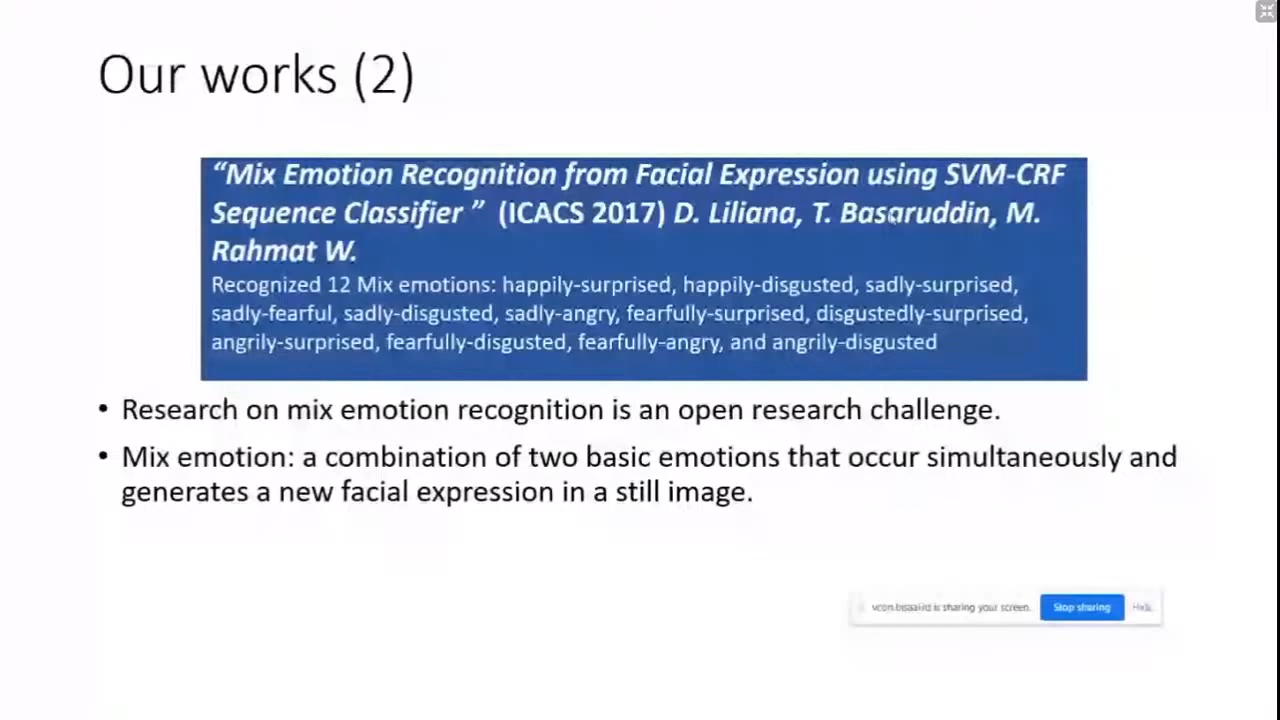 Our works (2)
“Mix Emotion Recognition from Facial Expression using SVM-CRF
Sequence Classifier ” (ICACS 2017) D. Liliana, T. Basaruddin, M.
Rahmat W.
Recognized 12 Mix emotions: happily-surprised, happily-disgusted, sadly-surprised,
sadly-fearful, sadly-disgusted, sadly-angry, fearfully-surprised, disgustedly-surprised,
angrily-surprised, fearfully-disgusted, fearfully-angry, and angrily-disgusted
• Research on mix emotion recognition is an open research challenge.
• Mix emotion: a combination of two basic emotions that occur simultaneously and
generates a new facial expression in a still image.
is sharing your screen. Stop sharing Hide